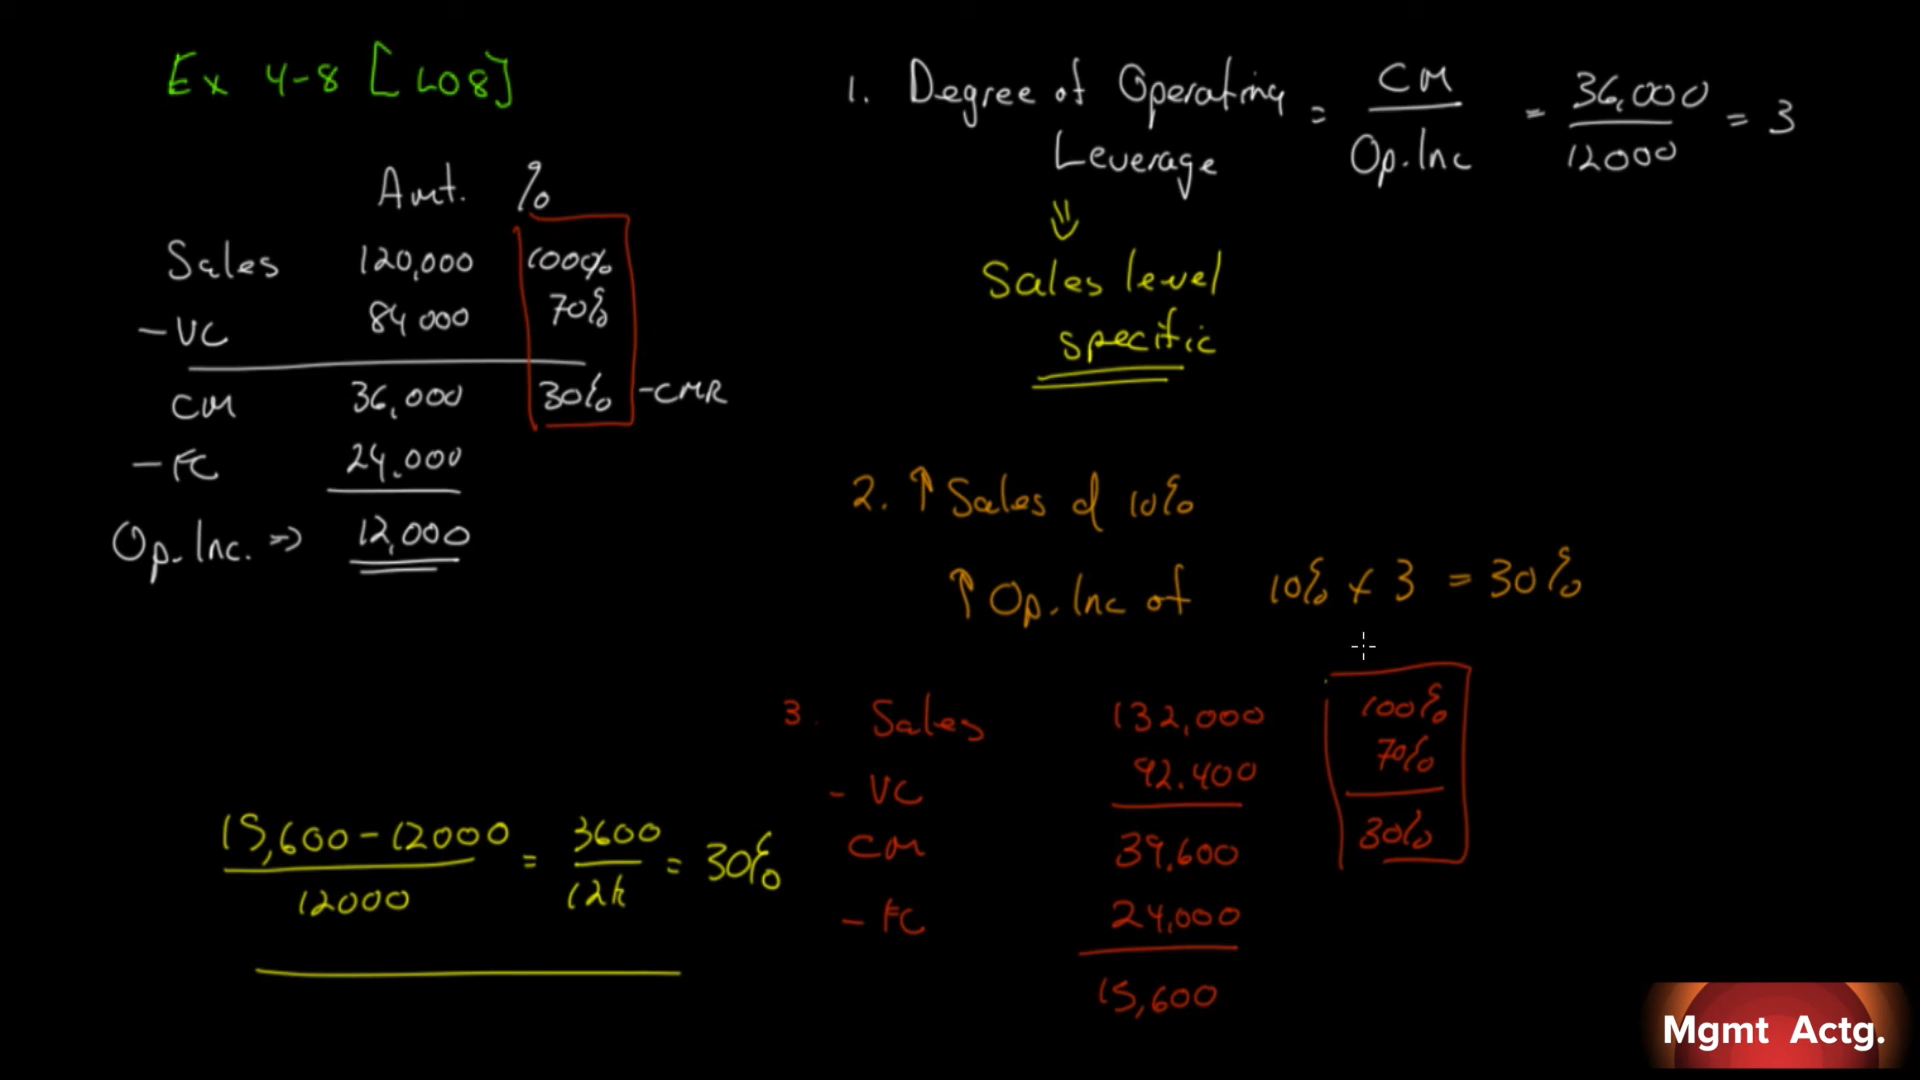 Ex 4-8 [LO8]
Amt. %
Sales 120,000 100%
- VC 84 000 70%
CM 36,000 30% - CMR
- FC 24.000
Op. Inc. => 12,000
1. Degree of Operating Leverage = CM / Op. Inc = 36,000 / 12000 = 3
⇓
Sales level
specific
2. ↑ Sales of 10%
↑ Op. Inc of 10% x 3 = 30%
3. Sales 132,000 100%
- VC 92.400 70%
CM 39,600 30%
- FC 24,000
15,600
15,600 - 12000 / 12000 = 3600 / 12k = 30%
Mgmt Actg.